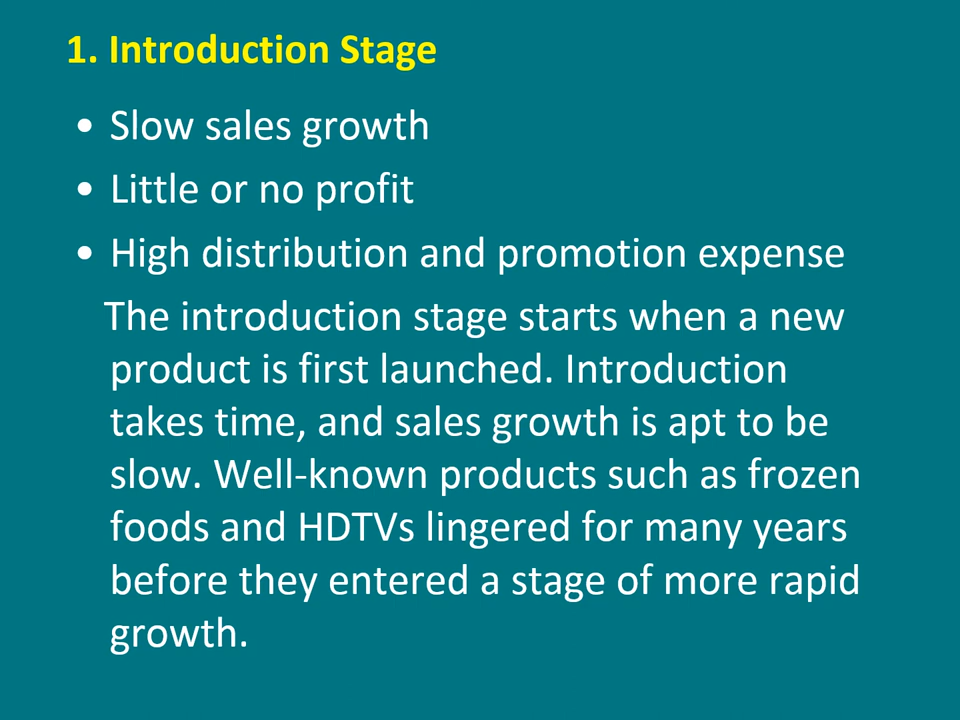 1. Introduction Stage
• Slow sales growth
• Little or no profit
• High distribution and promotion expense
The introduction stage starts when a new
product is first launched. Introduction
takes time, and sales growth is apt to be
slow. Well-known products such as frozen
foods and HDTVs lingered for many years
before they entered a stage of more rapid
growth.